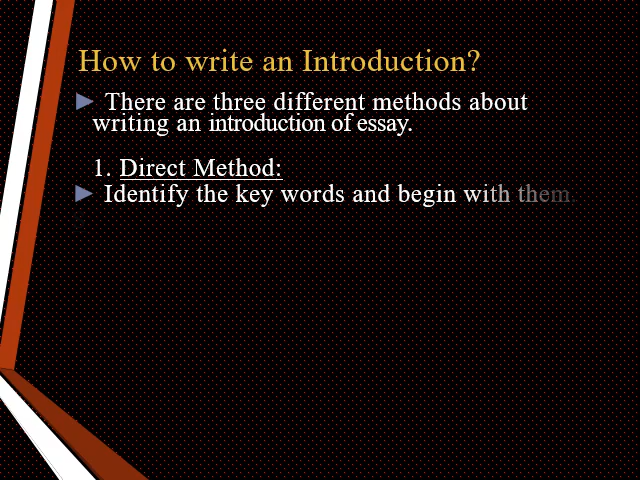 How to write an Introduction?
There are three different methods about
writing an introduction of essay.
1. Direct Method:
Identify the key words and begin with them.